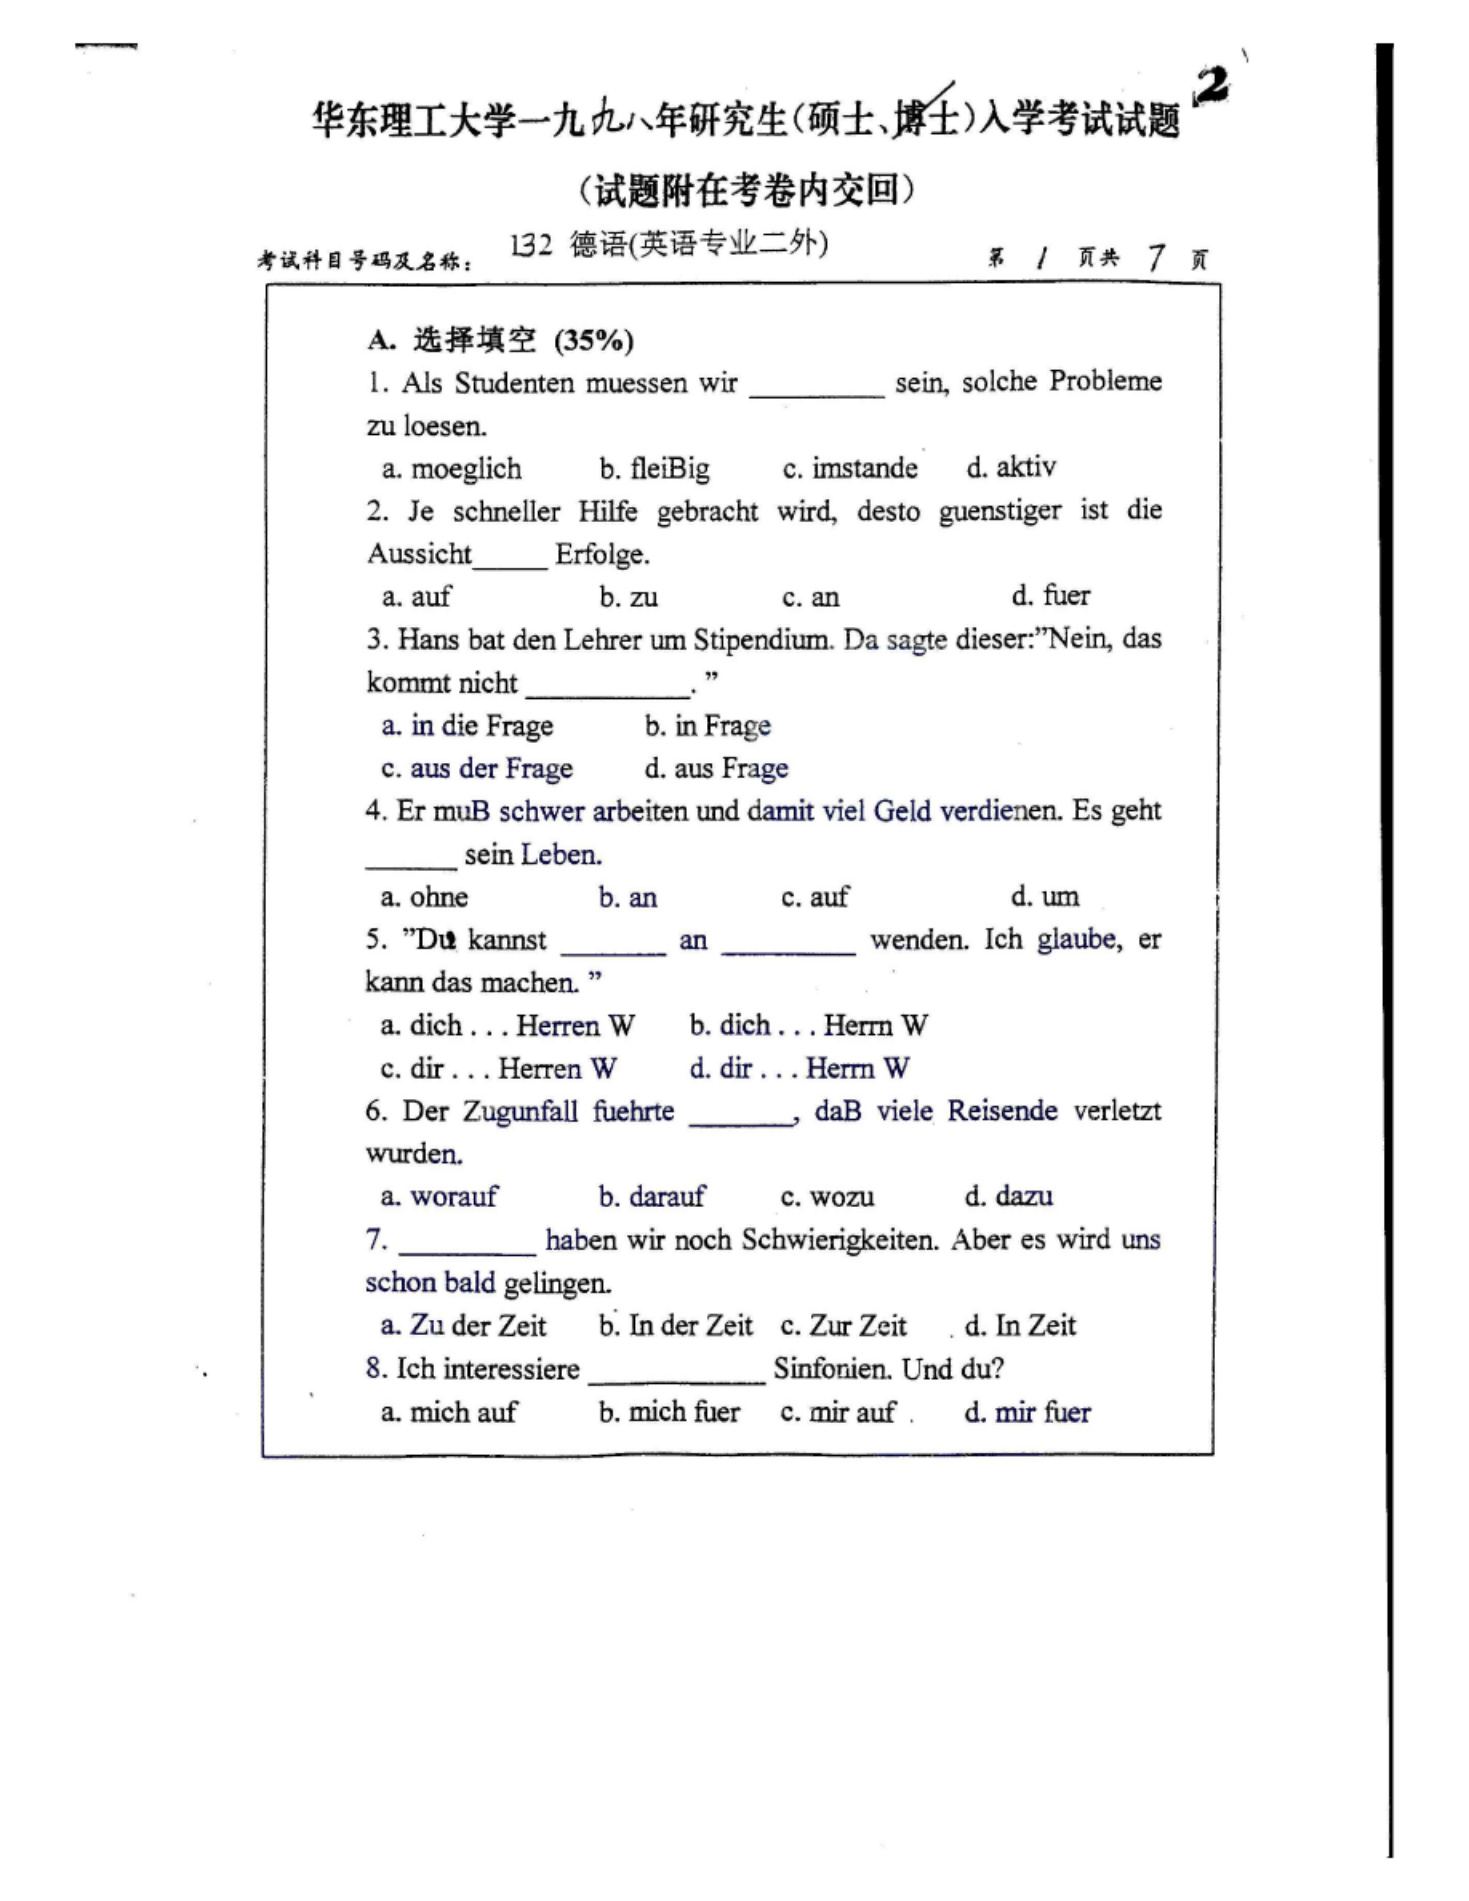 2
华东理工大学一九九八年研究生(硕士、博士)入学考试试题
(试题附在考卷内交回)
考试科目号码及名称: 132 德语(英语专业二外) 第 1 页共 7 页
A. 选择填空 (35%)
1. Als Studenten muessen wir ________ sein, solche Probleme
zu loesen.
a. moeglich b. fleiBig c. imstande d. aktiv
2. Je schneller Hilfe gebracht wird, desto guenstiger ist die
Aussicht_____ Erfolge.
a. auf b. zu c. an d. fuer
3. Hans bat den Lehrer um Stipendium. Da sagte dieser:”Nein, das
kommt nicht __________. ”
a. in die Frage b. in Frage
c. aus der Frage d. aus Frage
4. Er muB schwer arbeiten und damit viel Geld verdienen. Es geht
______ sein Leben.
a. ohne b. an c. auf d. um
5. ”Du kannst ______ an ________ wenden. Ich glaube, er
kann das machen. ”
a. dich . . . Herren W b. dich . . . Herrn W
c. dir . . . Herren W d. dir . . . Herrn W
6. Der Zugunfall fuehrte ______, daB viele Reisende verletzt
wurden.
a. worauf b. darauf c. wozu d. dazu
7. ________ haben wir noch Schwierigkeiten. Aber es wird uns
schon bald gelingen.
a. Zu der Zeit b. In der Zeit c. Zur Zeit d. In Zeit
8. Ich interessiere __________ Sinfonien. Und du?
a. mich auf b. mich fuer c. mir auf d. mir fuer